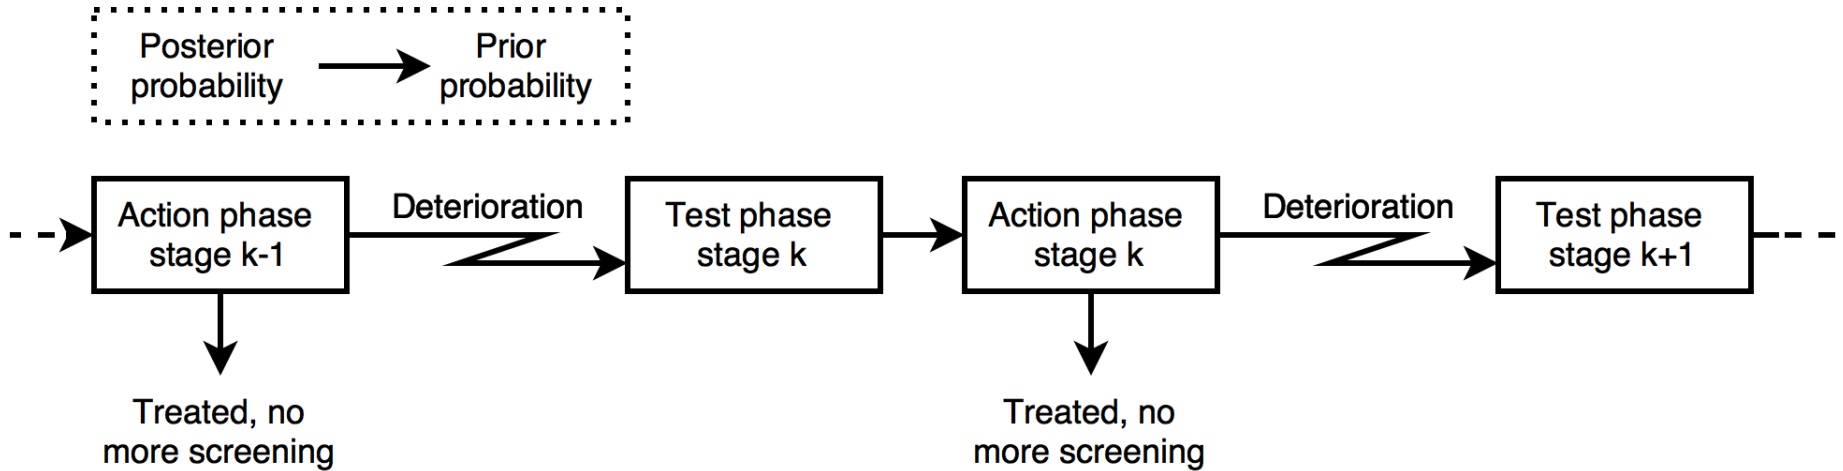 Posterior
probability
Prior
probability
Action phase
stage k-1
Deterioration
Test phase
stage k
Action phase
stage k
Deterioration
Test phase
stage k+1
Treated, no
more screening
Treated, no
more screening